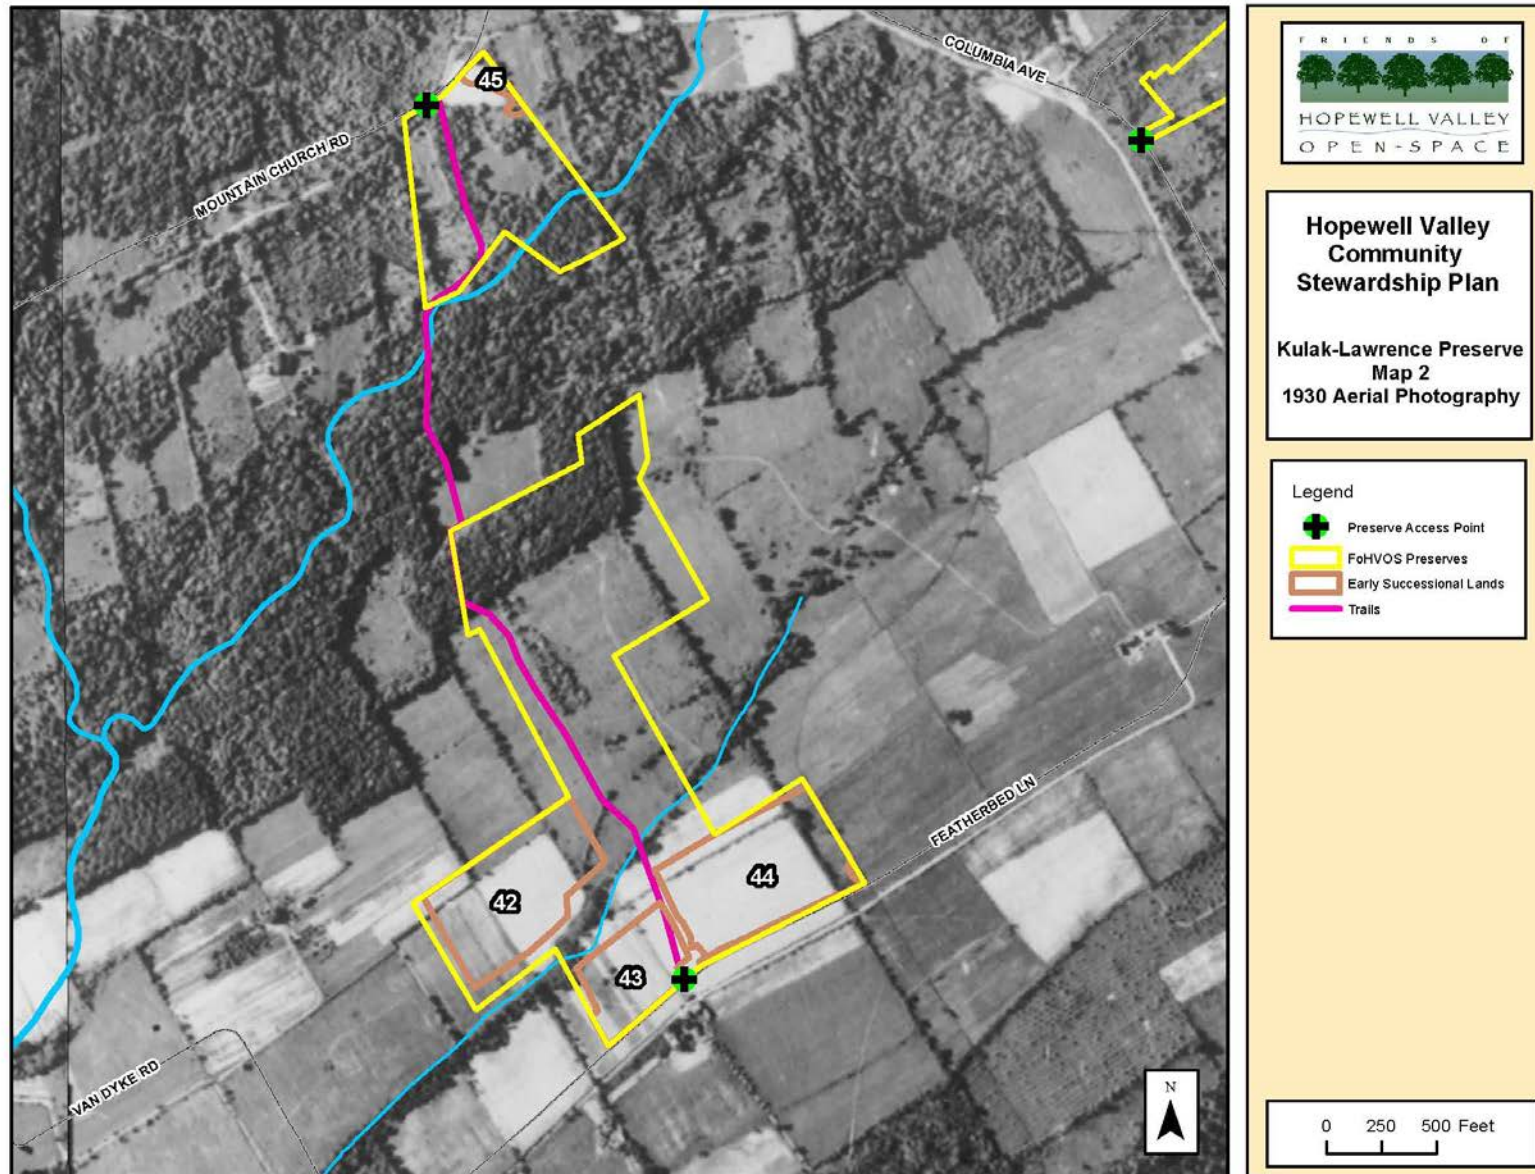 45
COLUMBIA AVE
MOUNTAIN CHURCH RD
FEATHERBED LN
44
42
43
VAN DYKE RD
N
FRIENDS OF
HOPEWELL VALLEY
OPEN-SPACE
Hopewell Valley
Community
Stewardship Plan
Kulak-Lawrence Preserve
Map 2
1930 Aerial Photography
Legend
Preserve Access Point
FoHVOS Preserves
Early Successional Lands
Trails
0 250 500 Feet